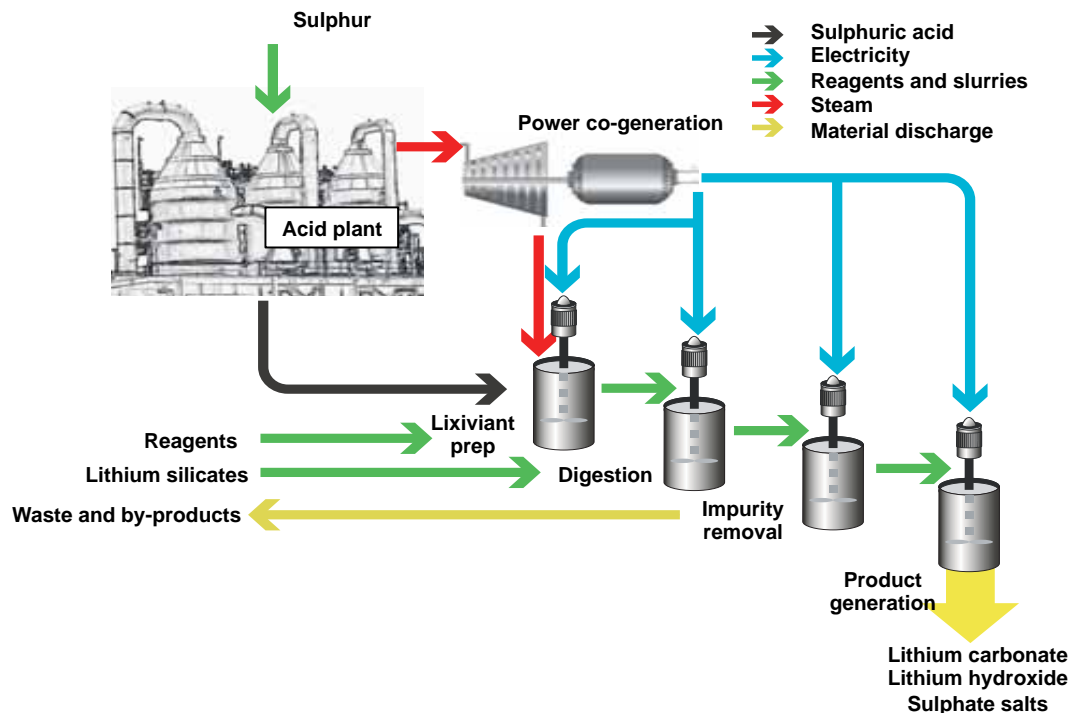 Sulphur
Sulphuric acid
Electricity
Reagents and slurries
Steam
Material discharge
Power co-generation
Acid plant
Lixiviant
prep
Reagents
Lithium silicates
Digestion
Waste and by-products
Impurity
removal
Product
generation
Lithium carbonate
Lithium hydroxide
Sulphate salts